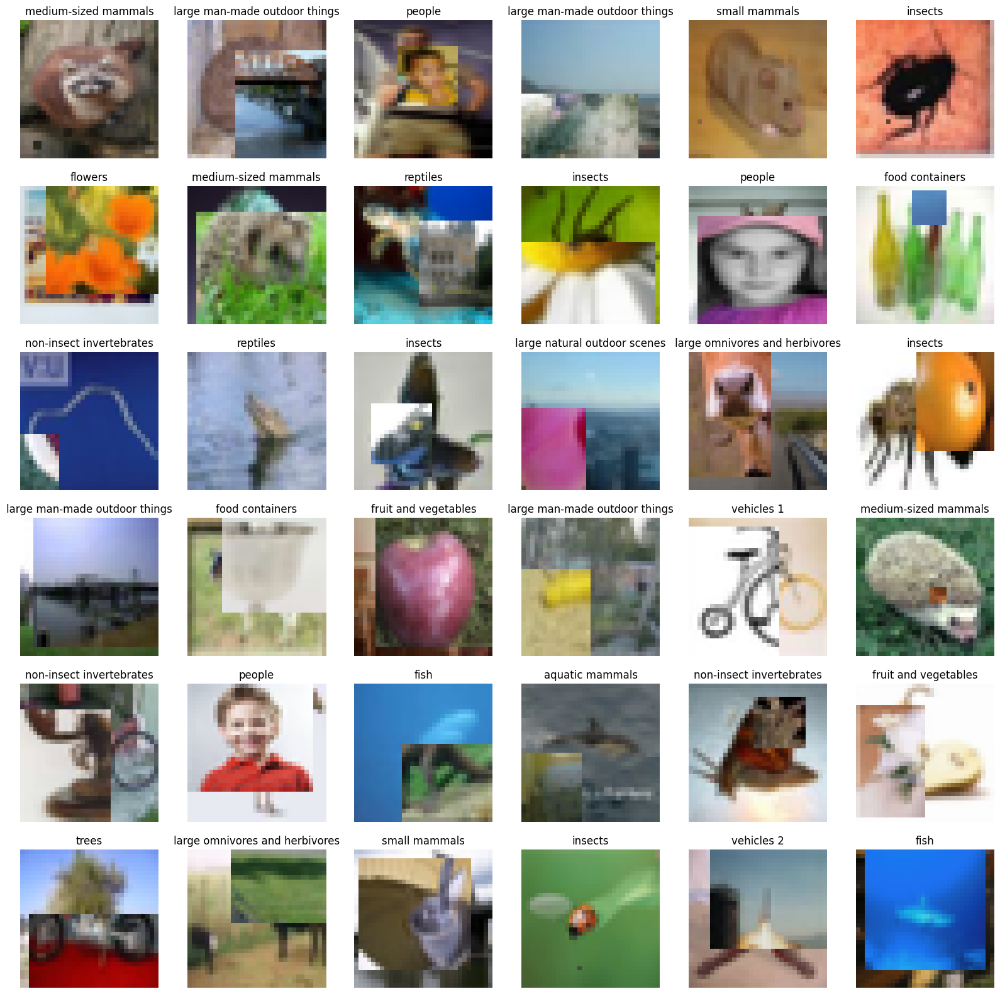 medium-sized mammals
large man-made outdoor things
people
large man-made outdoor things
small mammals
insects
flowers
medium-sized mammals
reptiles
insects
people
food containers
non-insect invertebrates
reptiles
insects
large natural outdoor scenes
large omnivores and herbivores
insects
large man-made outdoor things
food containers
fruit and vegetables
large man-made outdoor things
vehicles 1
medium-sized mammals
non-insect invertebrates
people
fish
aquatic mammals
non-insect invertebrates
fruit and vegetables
trees
large omnivores and herbivores
small mammals
insects
vehicles 2
fish